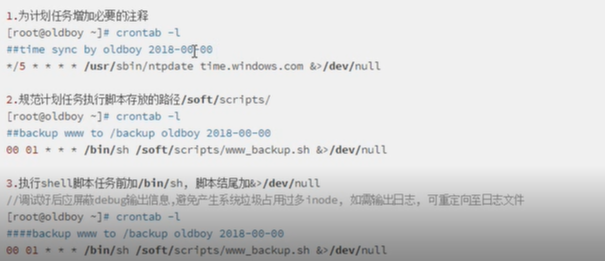 1.为计划任务增加必要的注释
[root@oldboy ~]# crontab -l
##time sync by oldboy 2018-00-00
*/5 * * * * /usr/sbin/ntpdate time.windows.com &>/dev/null
2.规范计划任务执行脚本存放的路径/soft/scripts/
[root@oldboy ~]# crontab -l
##backup www to /backup oldboy 2018-00-00
00 01 * * * /bin/sh /soft/scripts/www_backup.sh &>/dev/null
3.执行shell脚本任务前加/bin/sh, 脚本结尾加&>/dev/null
//调试好后应屏蔽debug输出信息,避免产生系统垃圾占用过多inode, 如需输出日志, 可重定向至日志文件
[root@oldboy ~]# crontab -l
####backup www to /backup oldboy 2018-00-00
00 01 * * * /bin/sh /soft/scripts/www_backup.sh &>/dev/null